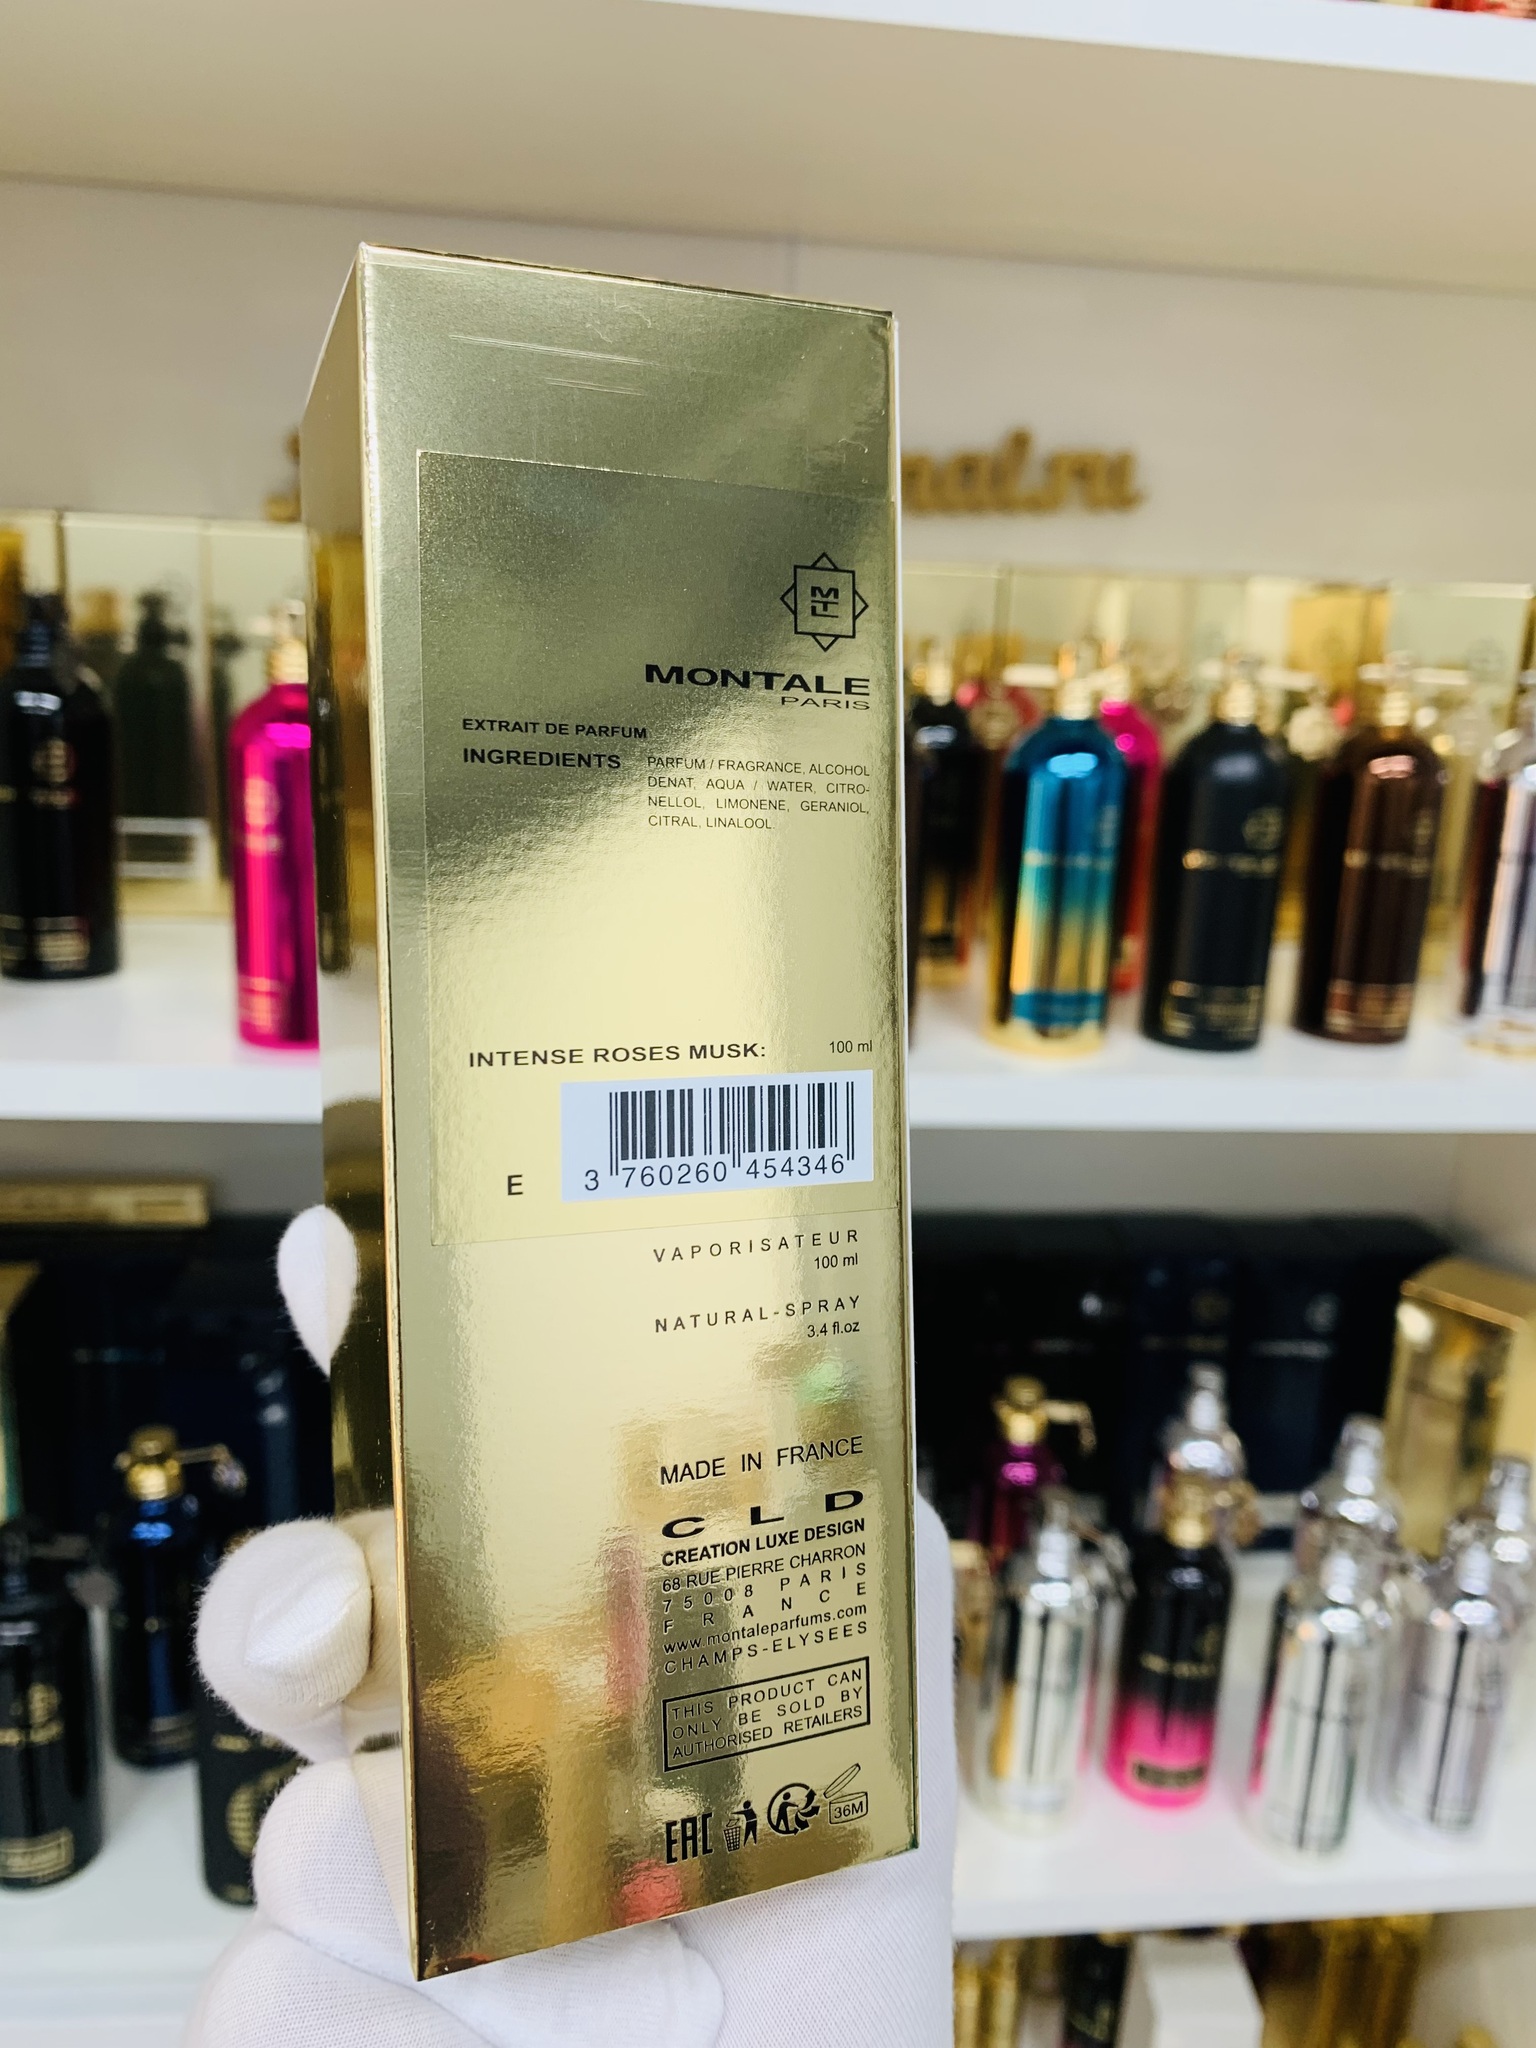 MTL
MONTALE
PARIS
EXTRAIT DE PARFUM
INGREDIENTS PARFUM / FRAGRANCE, ALCOHOL
DENAT, AQUA / WATER, CITRO-
NELLOL, LIMONENE, GERANIOL,
CITRAL, LINALOOL
INTENSE ROSES MUSK: 100 ml
E 3 760260 454346
VAPORISATEUR
100 ml
NATURAL-SPRAY
3.4 fl.oz
MADE IN FRANCE
CLD
CREATION LUXE DESIGN
68 RUE PIERRE CHARRON
75008 PARIS
FRANCE
www.montaleparfums.com
CHAMPS-ELYSEES
THIS PRODUCT CAN
ONLY BE SOLD BY
AUTHORISED RETAILERS
EAC 36M